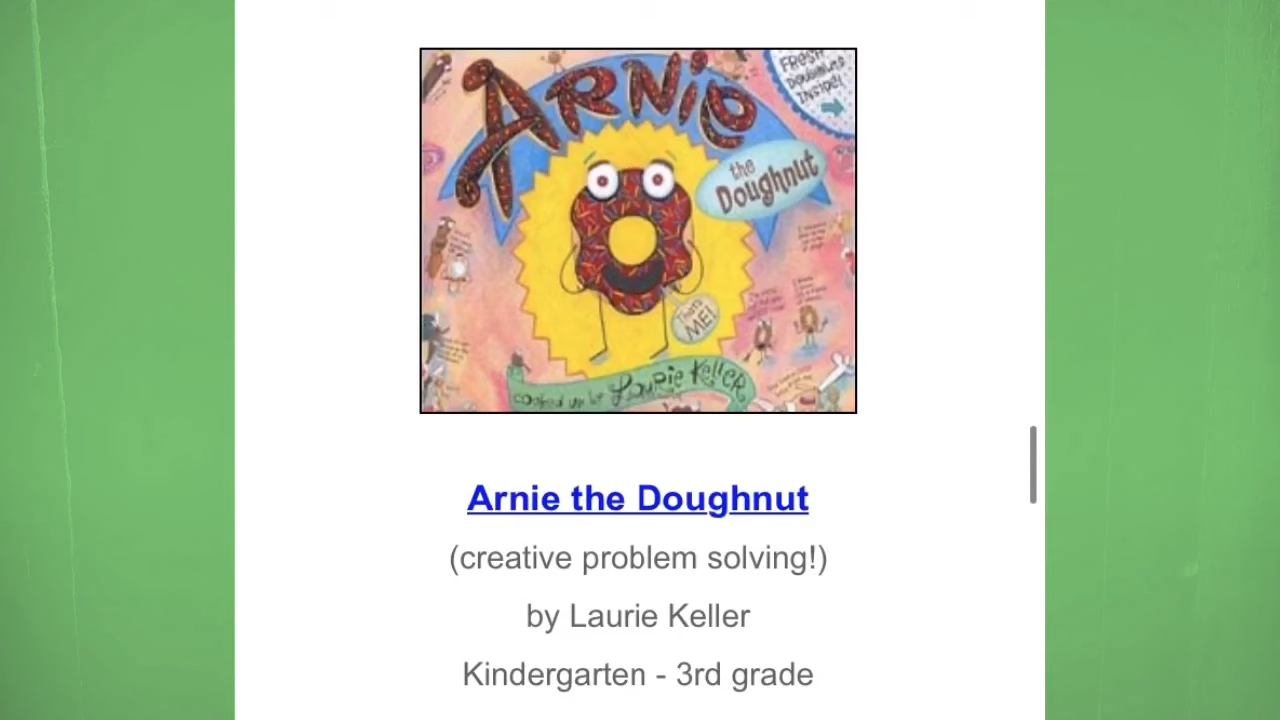 ARNiE
the
Doughnut
FRESH
DOUGHNUTS
INSIDE!
THAT'S
ME!
cooked up by LAURiE KELLER
Arnie the Doughnut
(creative problem solving!)
by Laurie Keller
Kindergarten - 3rd grade